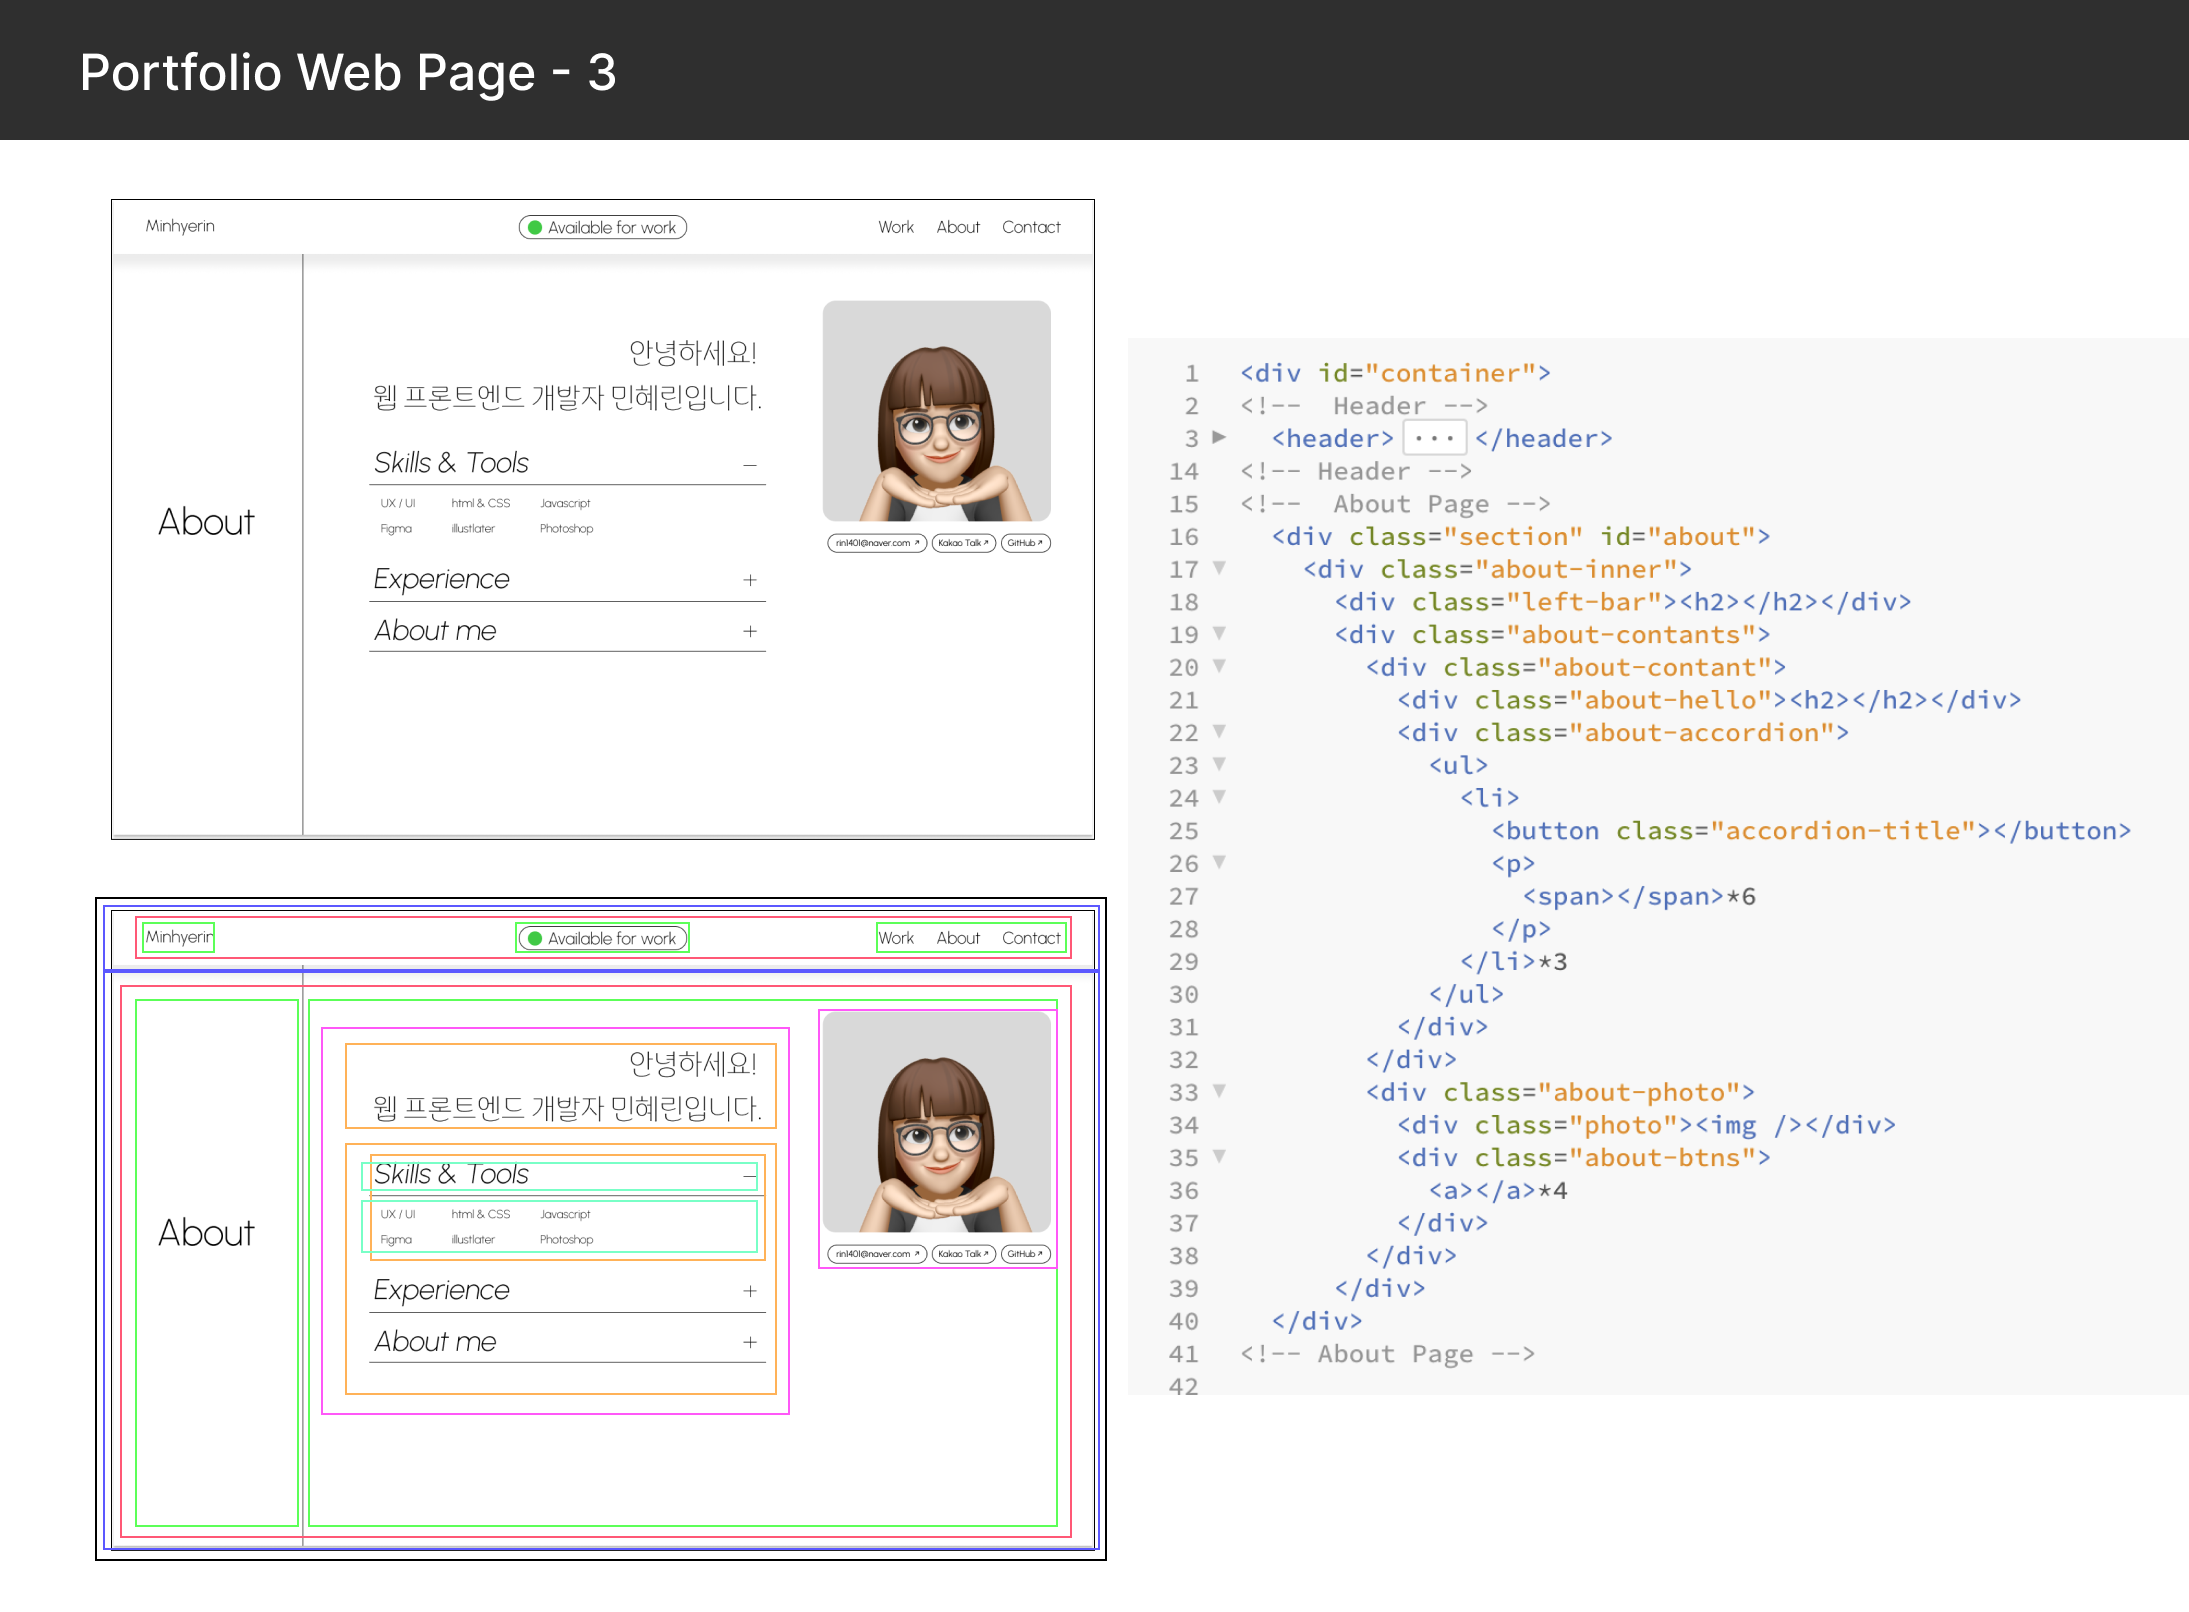 Portfolio Web Page - 3
Minhyerin
Available for work
Work About Contact
About
안녕하세요!
웹 프론트엔드 개발자 민혜린입니다.
Skills & Tools —
UX / UI html & CSS Javascript
Figma illustlater Photoshop
Experience +
About me +
rin1401@naver.com ↗ Kakao Talk ↗ GitHub ↗
Minhyerin
Available for work
Work About Contact
About
안녕하세요!
웹 프론트엔드 개발자 민혜린입니다.
Skills & Tools —
UX / UI html & CSS Javascript
Figma illustlater Photoshop
Experience +
About me +
rin1401@naver.com ↗ Kakao Talk ↗ GitHub ↗
1 <div id="container">
2 <!-- Header -->
3 <header> ... </header>
14 <!-- Header -->
15 <!-- About Page -->
16 <div class="section" id="about">
17 <div class="about-inner">
18 <div class="left-bar"><h2></h2></div>
19 <div class="about-contants">
20 <div class="about-contant">
21 <div class="about-hello"><h2></h2></div>
22 <div class="about-accordion">
23 <ul>
24 <li>
25 <button class="accordion-title"></button>
26 <p>
27 <span></span>*6
28 </p>
29 </li>*3
30 </ul>
31 </div>
32 </div>
33 <div class="about-photo">
34 <div class="photo"><img /></div>
35 <div class="about-btns">
36 <a></a>*4
37 </div>
38 </div>
39 </div>
40 </div>
41 <!-- About Page -->
42